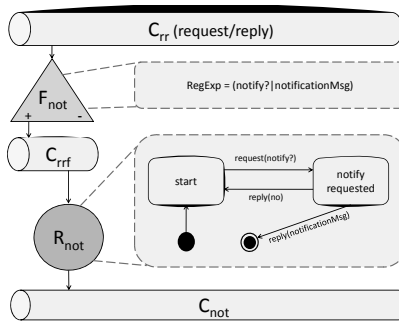 C_rr (request/reply)
F_not
+ -
RegExp = (notify?|notificationMsg)
C_rrf
R_not
start
request(notify?)
reply(no)
notify
requested
reply(notificationMsg)
C_not